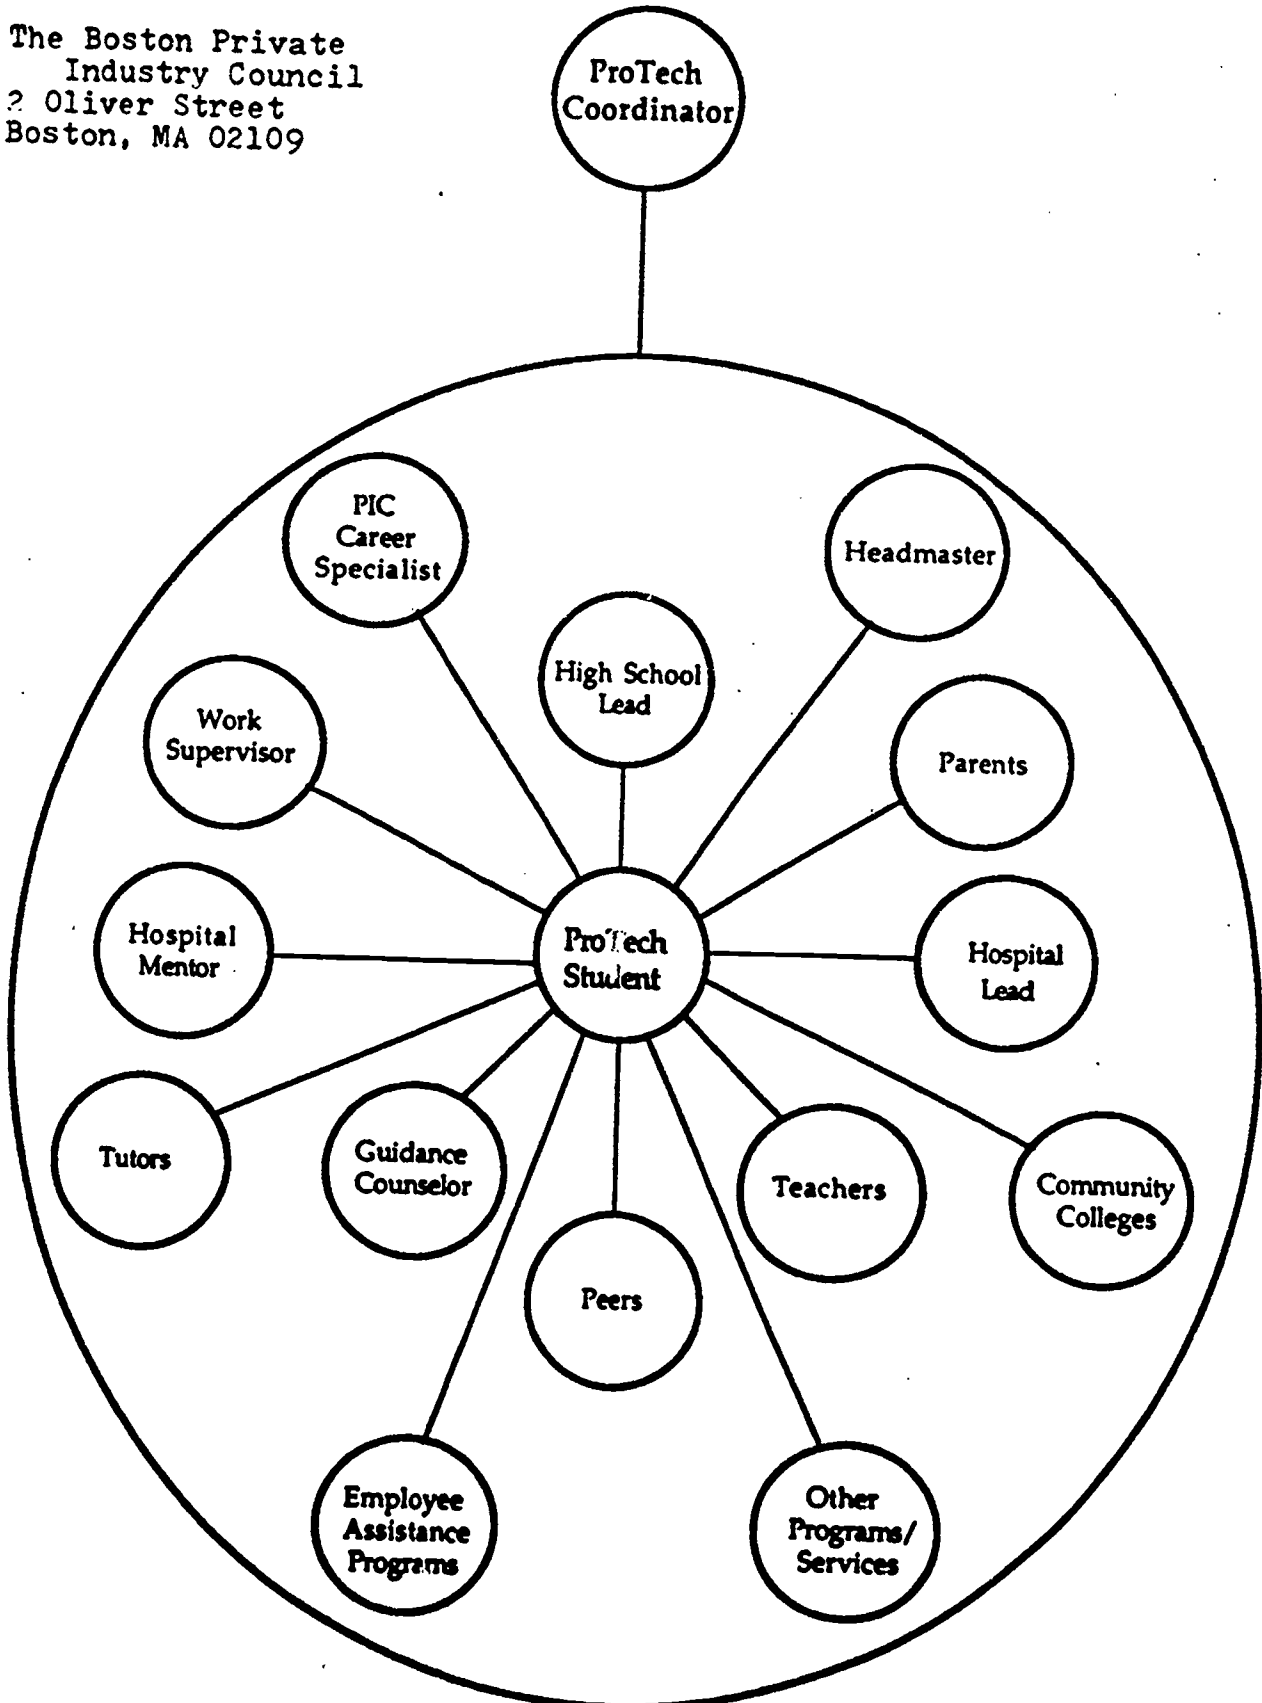 The Boston Private
Industry Council
2 Oliver Street
Boston, MA 02109
ProTech
Coordinator
PIC
Career
Specialist
Headmaster
High School
Lead
Work
Supervisor
Parents
Hospital
Mentor
ProTech
Student
Hospital
Lead
Tutors
Guidance
Counselor
Teachers
Community
Colleges
Peers
Employee
Assistance
Programs
Other
Programs/
Services